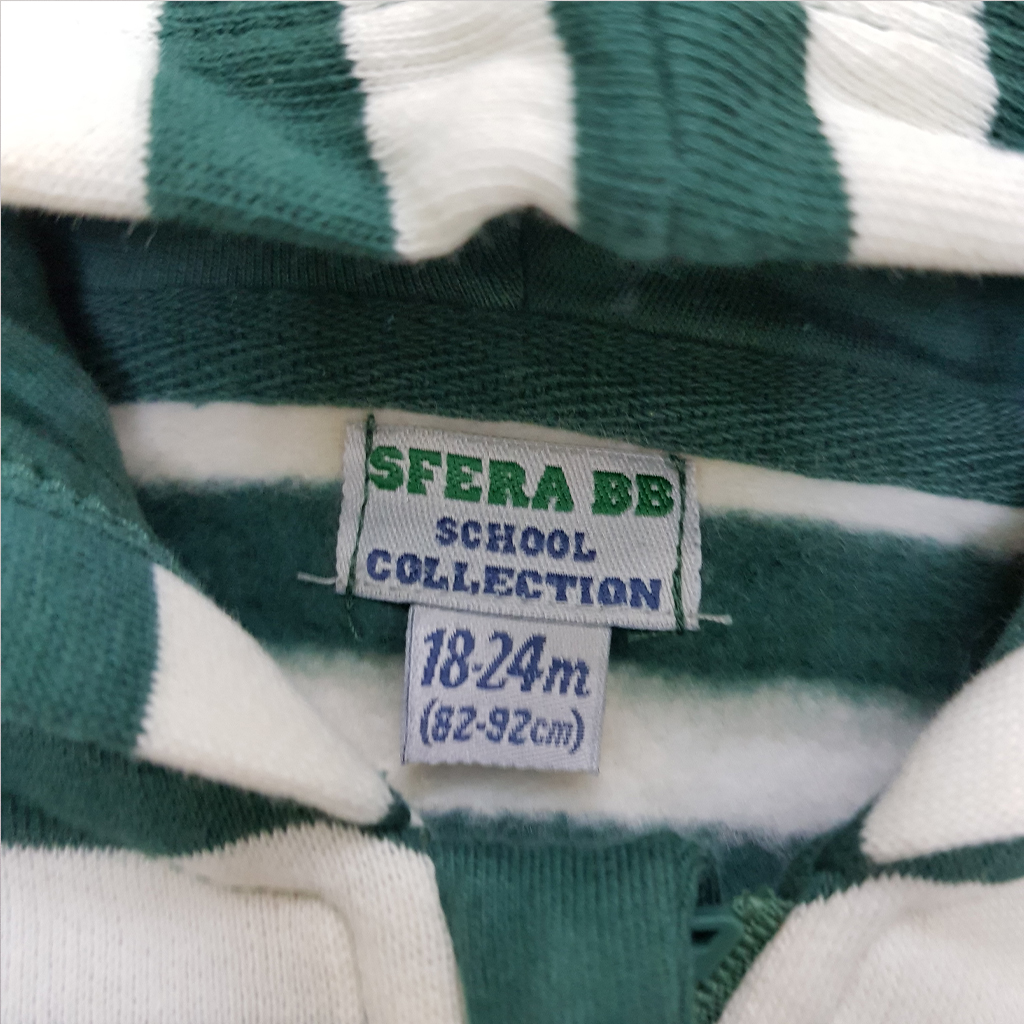 SFERA BB
SCHOOL
COLLECTION
18-24m
(82-92cm)